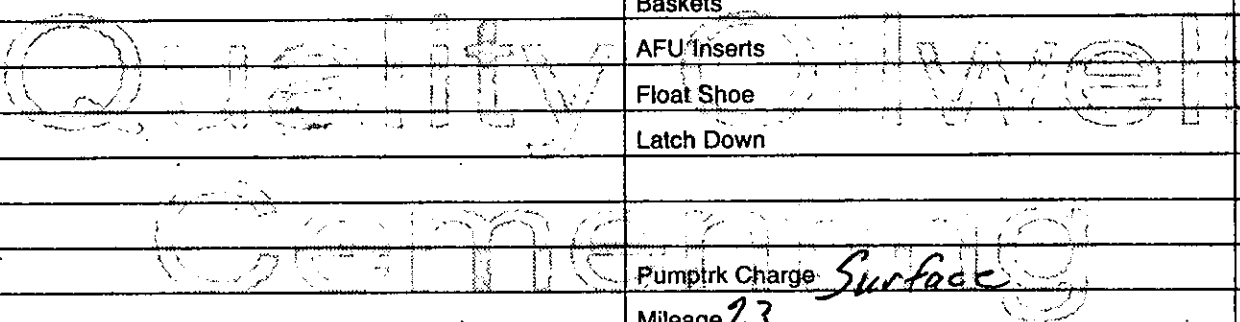 Baskets
Quality Oilwell
AFU Inserts
Float Shoe
Latch Down
Cementing
Pumptrk Charge Surface
Mileage 23